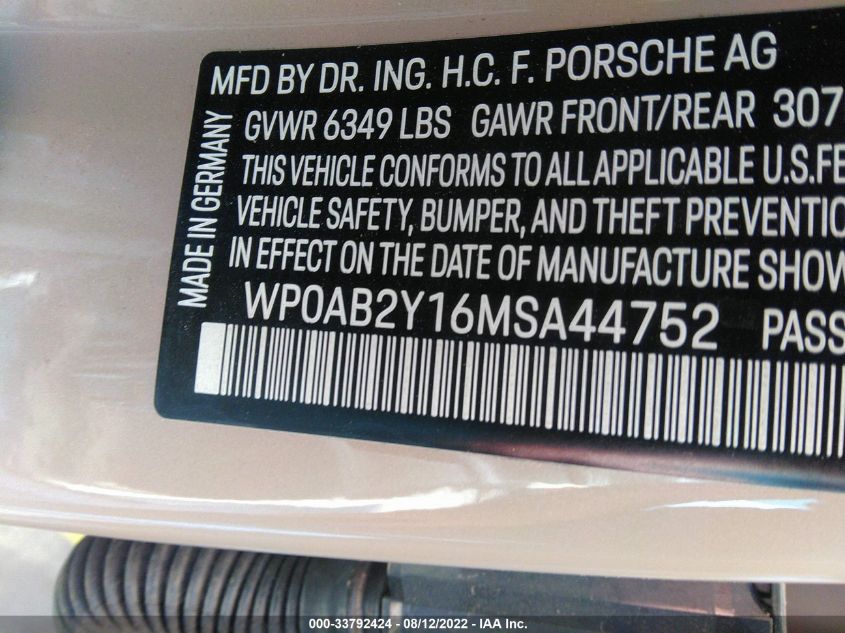 MFD BY DR. ING. H.C. F. PORSCHE AG
GVWR 6349 LBS GAWR FRONT/REAR 307
THIS VEHICLE CONFORMS TO ALL APPLICABLE U.S.FE
VEHICLE SAFETY, BUMPER, AND THEFT PREVENTIO
IN EFFECT ON THE DATE OF MANUFACTURE SHOW
WP0AB2Y16MSA44752 PASS
MADE IN GERMANY
000-33792424 - 08/12/2022 - IAA Inc.